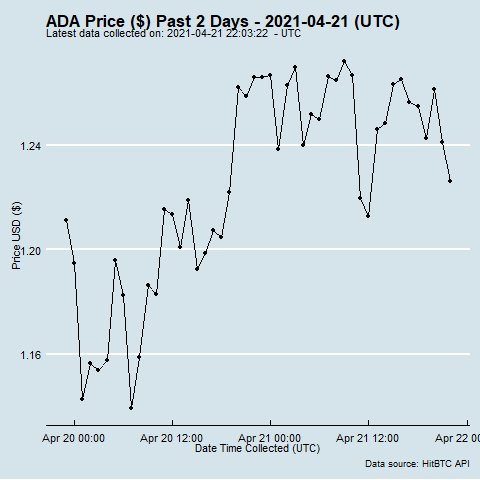 ADA Price ($) Past 2 Days - 2021-04-21 (UTC)
Latest data collected on: 2021-04-21 22:03:22 - UTC
1.24
1.20
1.16
Price USD ($)
Apr 20 00:00 Apr 20 12:00 Apr 21 00:00 Apr 21 12:00 Apr 22 00
Date Time Collected (UTC)
Data source: HitBTC API